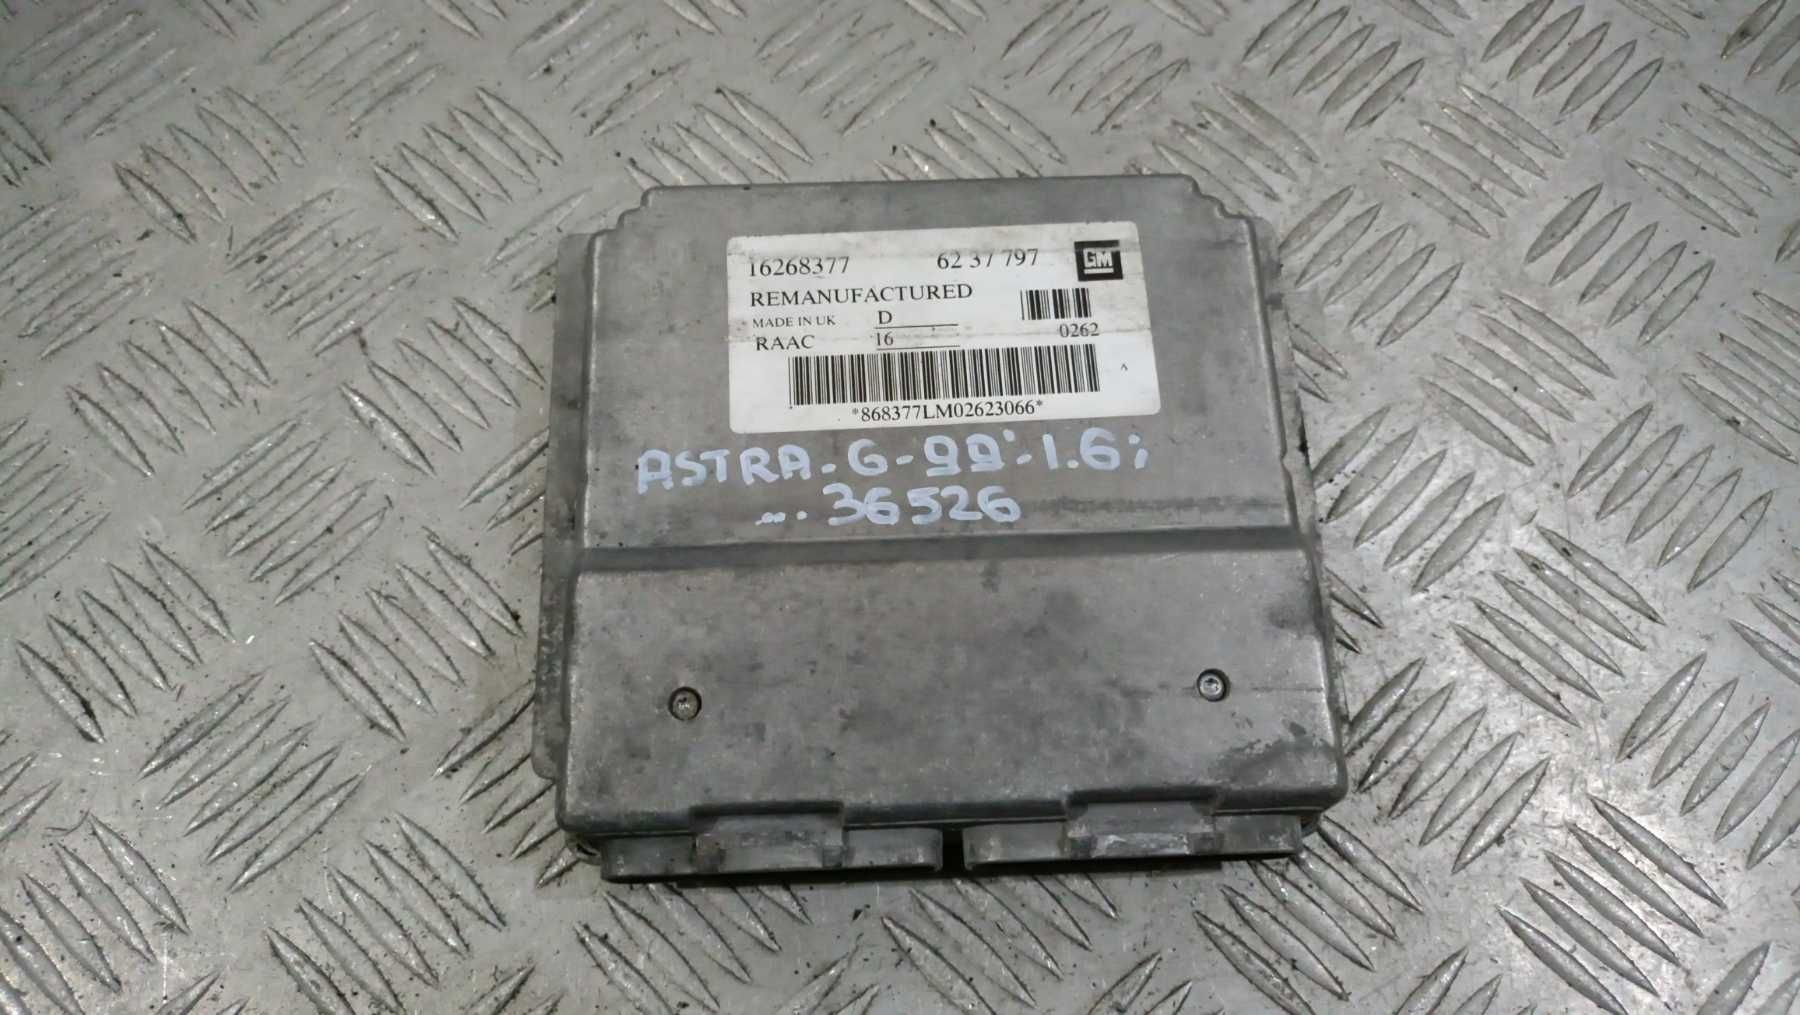 16268377 62 37 797 GM
REMANUFACTURED
MADE IN UK D
RAAC 16 0262
A
*868377LM02623066*
ASTRA-G-99'-1.6i
... 36526